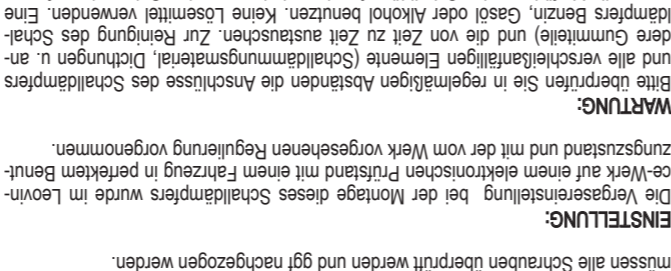 müssen alle Schrauben überprüft werden und ggf nachgezogen werden.
EINSTELLTUNG:
Die Vergasereinstellung bei der Montage dieses Schalldämpfers wurde im Leovin-
ce-Werk auf einem elektronischen Prüfstand mit einem Fahrzeug in perfektem Benut-
zungszustand und mit der vom Werk vorgesehenen Regulierung vorgenommen.
WARTUNG:
Bitte überprüfen Sie in regelmäßigen Abständen die Anschlüsse des Schalldämpfers
und alle verschleißanfälligen Elemente (Schalldämmungsmaterial, Dichtungen u. an-
dere Gummiteile) und die von Zeit zu Zeit austauschen. Zur Reinigung des Schal-
ldämpfers Benzin, Gasöl oder Alkohol benutzen. Keine Lösemittel verwenden. Eine